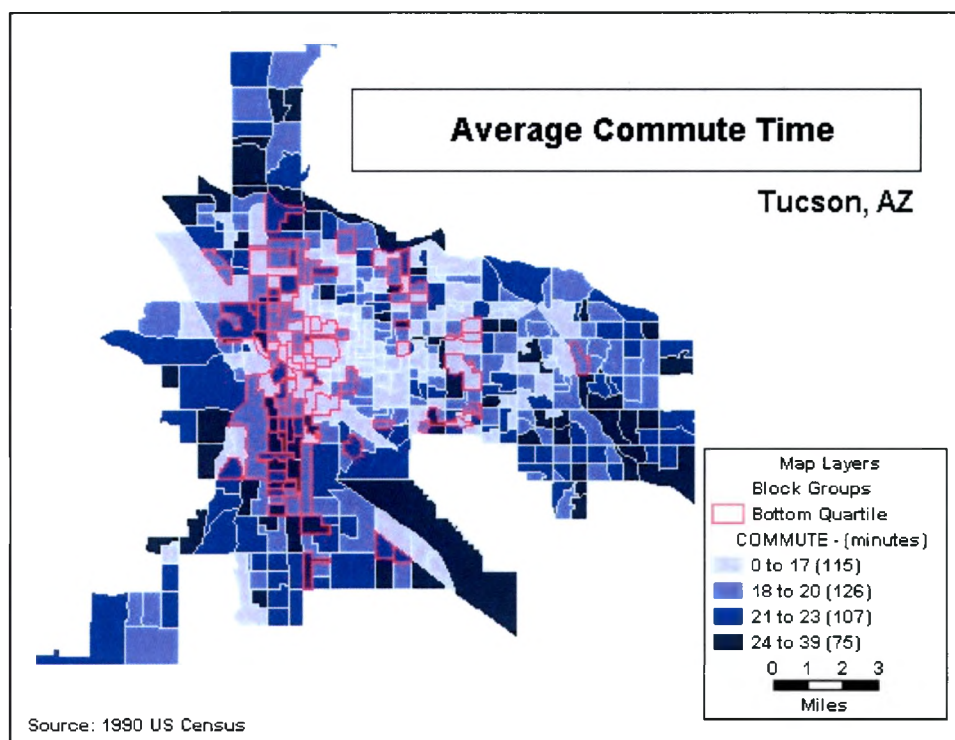 Average Commute Time
Tucson, AZ
Map Layers
Block Groups
Bottom Quartile
COMMUTE - (minutes)
0 to 17 (115)
18 to 20 (126)
21 to 23 (107)
24 to 39 (75)
0 1 2 3
Miles
Source: 1990 US Census